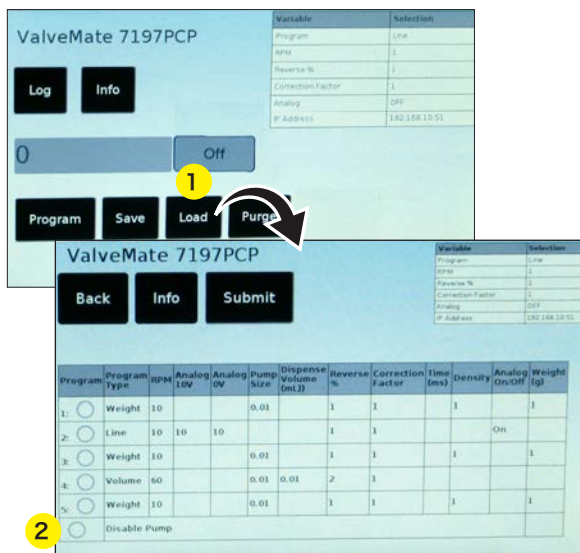 ValveMate 7197PCP
Variable Selection
Program Line
RPM 1
Reverse % 1
Correction Factor 1
Analog OFF
IP Address 192.168.10.51
Log Info
0 Off
1
Program Save Load Purge
ValveMate 7197PCP
Variable Selection
Program Line
RPM 1
Reverse % 1
Correction Factor 1
Analog OFF
IP Address 192.168.10.51
Back Info Submit
Program Program Type RPM Analog 10V Analog 0V Pump Size Dispense Volume (mL)) Reverse % Correction Factor Time (ms) Density Analog On/Off Weight (g)
1: Weight 10 0.01 1 1 1 1
2: Line 10 10 10 1 1 On
3: Weight 10 0.01 1 1 1 1
4: Volume 60 0.01 0.01 2 1
5: Weight 10 0.01 1 1 1 1
2 Disable Pump